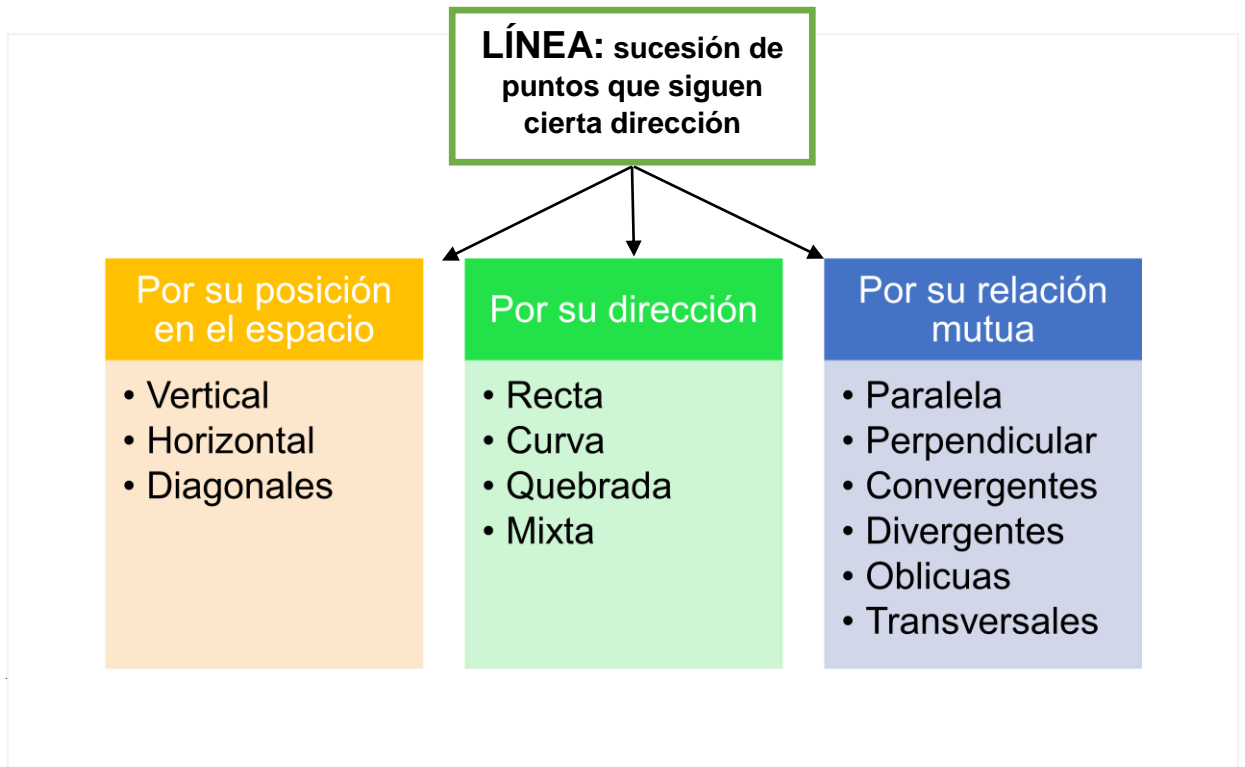 LÍNEA: sucesión de
puntos que siguen
cierta dirección
Por su posición
en el espacio
• Vertical
• Horizontal
• Diagonales
Por su dirección
• Recta
• Curva
• Quebrada
• Mixta
Por su relación
mutua
• Paralela
• Perpendicular
• Convergentes
• Divergentes
• Oblicuas
• Transversales